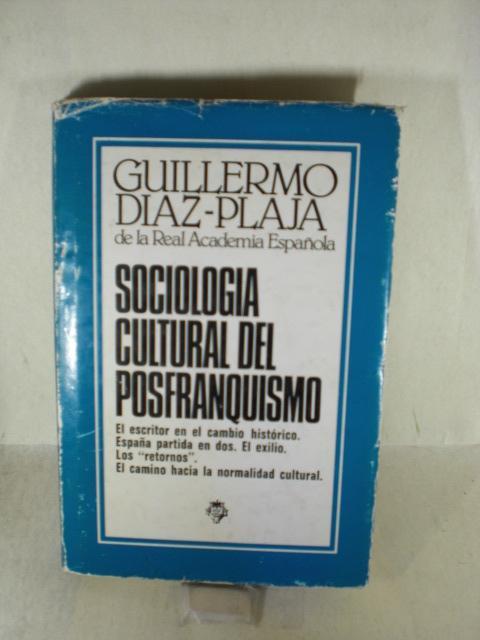 GUILLERMO
DIAZ-PLAJA
de la Real Academia Española
SOCIOLOGIA
CULTURAL DEL
POSFRANQUISMO
El escritor en el cambio histórico.
España partida en dos. El exilio.
Los "retornos".
El camino hacia la normalidad cultural.